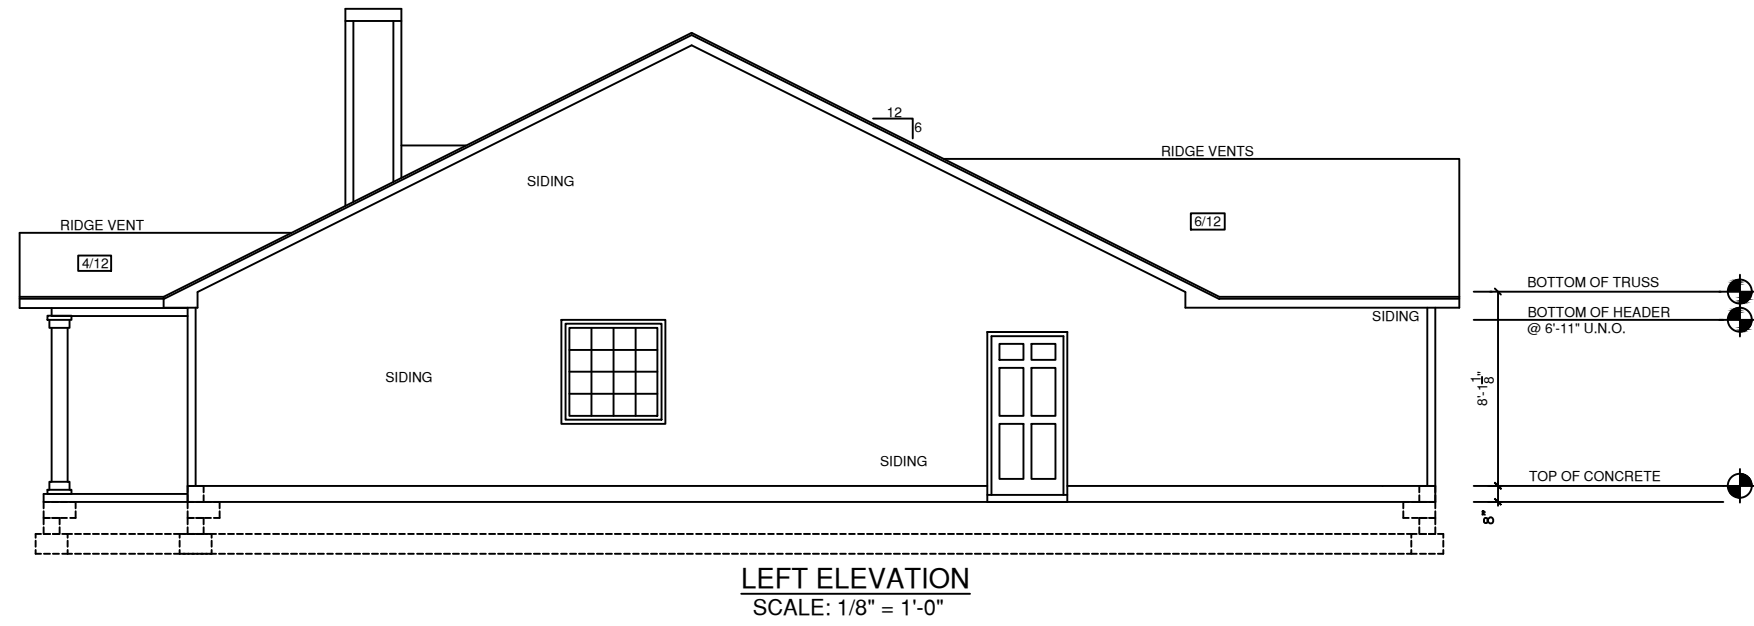 12
6
RIDGE VENTS
SIDING
RIDGE VENT
6/12
4/12
BOTTOM OF TRUSS
BOTTOM OF HEADER
@ 6'-11" U.N.O.
SIDING
SIDING
8'-1 1/8"
SIDING
TOP OF CONCRETE
8"
LEFT ELEVATION
SCALE: 1/8" = 1'-0"